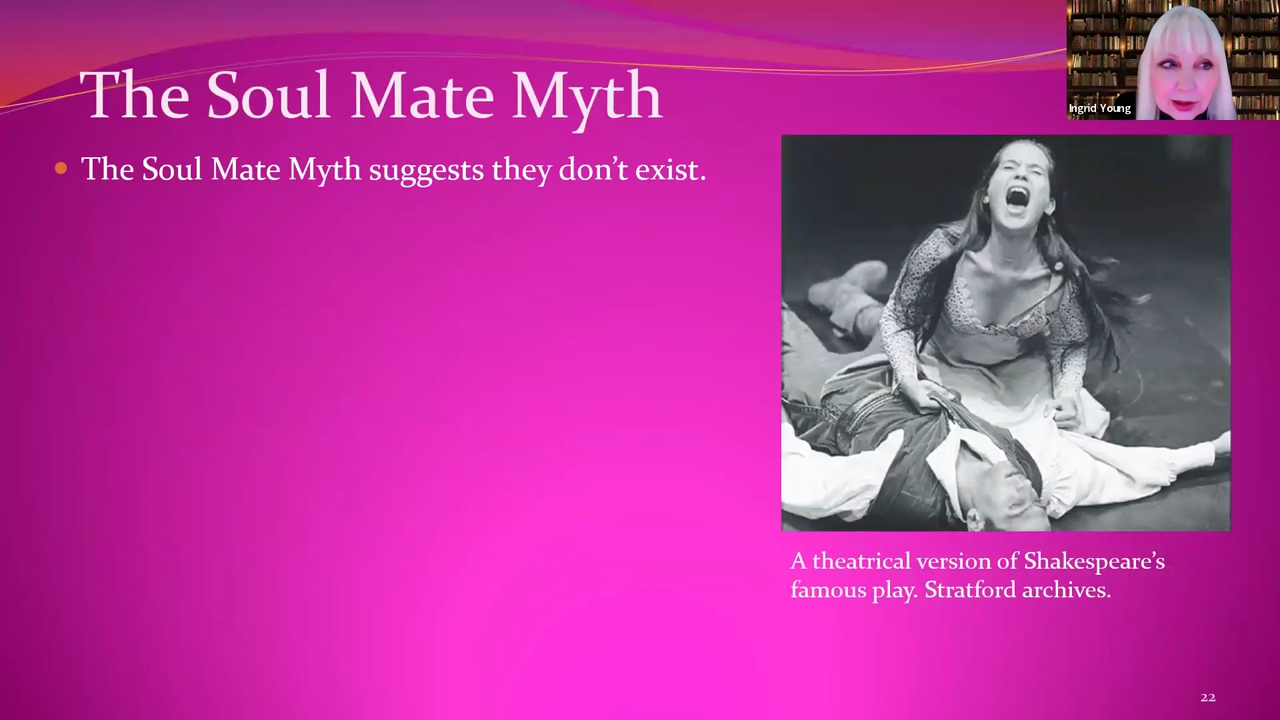 The Soul Mate Myth
Ingrid Young
The Soul Mate Myth suggests they don’t exist.
A theatrical version of Shakespeare’s
famous play. Stratford archives.
22